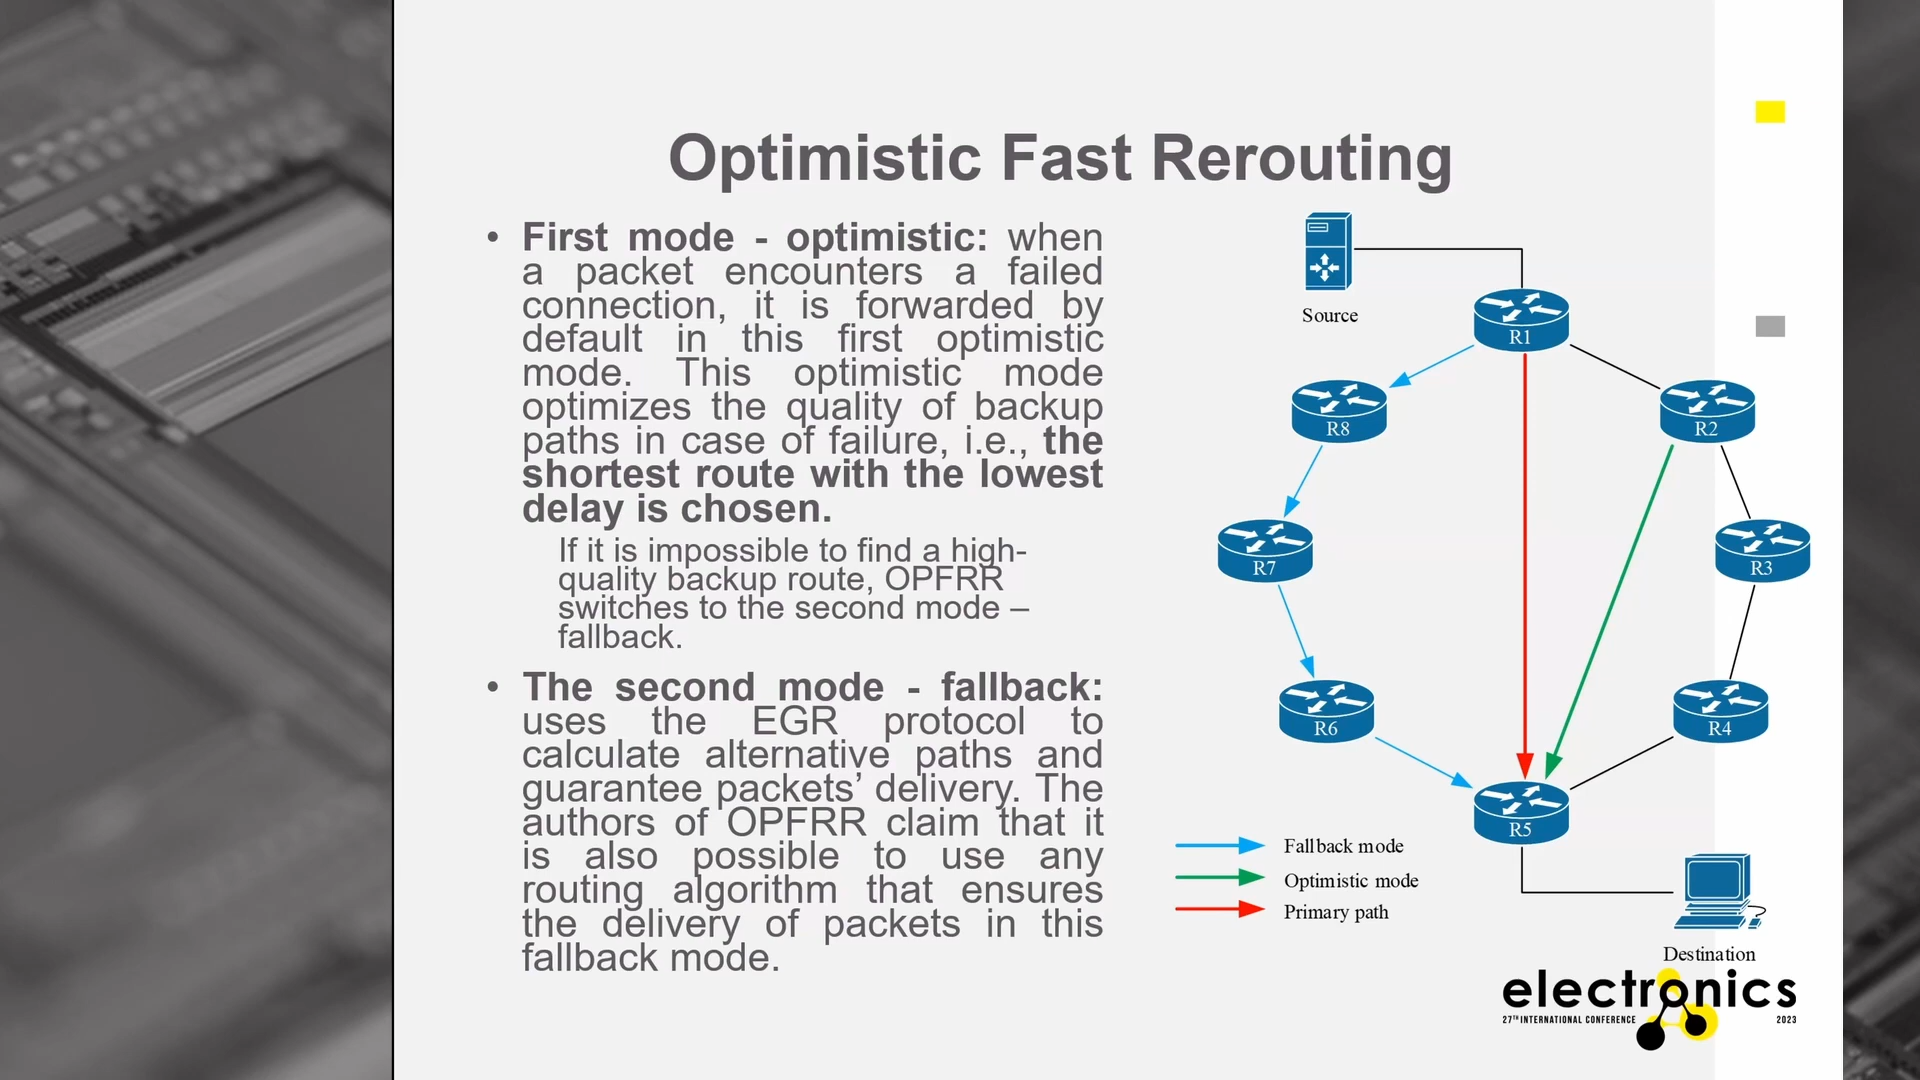 Optimistic Fast Rerouting
• First mode - optimistic: when
a packet encounters a failed
connection, it is forwarded by
default in this first optimistic
mode. This optimistic mode
optimizes the quality of backup
paths in case of failure, i.e., the
shortest route with the lowest
delay is chosen.
If it is impossible to find a high-
quality backup route, OPFRR
switches to the second mode –
fallback.
• The second mode - fallback:
uses the EGR protocol to
calculate alternative paths and
guarantee packets’ delivery. The
authors of OPFRR claim that it
is also possible to use any
routing algorithm that ensures
the delivery of packets in this
fallback mode.
Source
R1
R8
R2
R7
R3
R6
R4
R5
Fallback mode
Optimistic mode
Primary path
Destination
electronics
27TH INTERNATIONAL CONFERENCE 2023